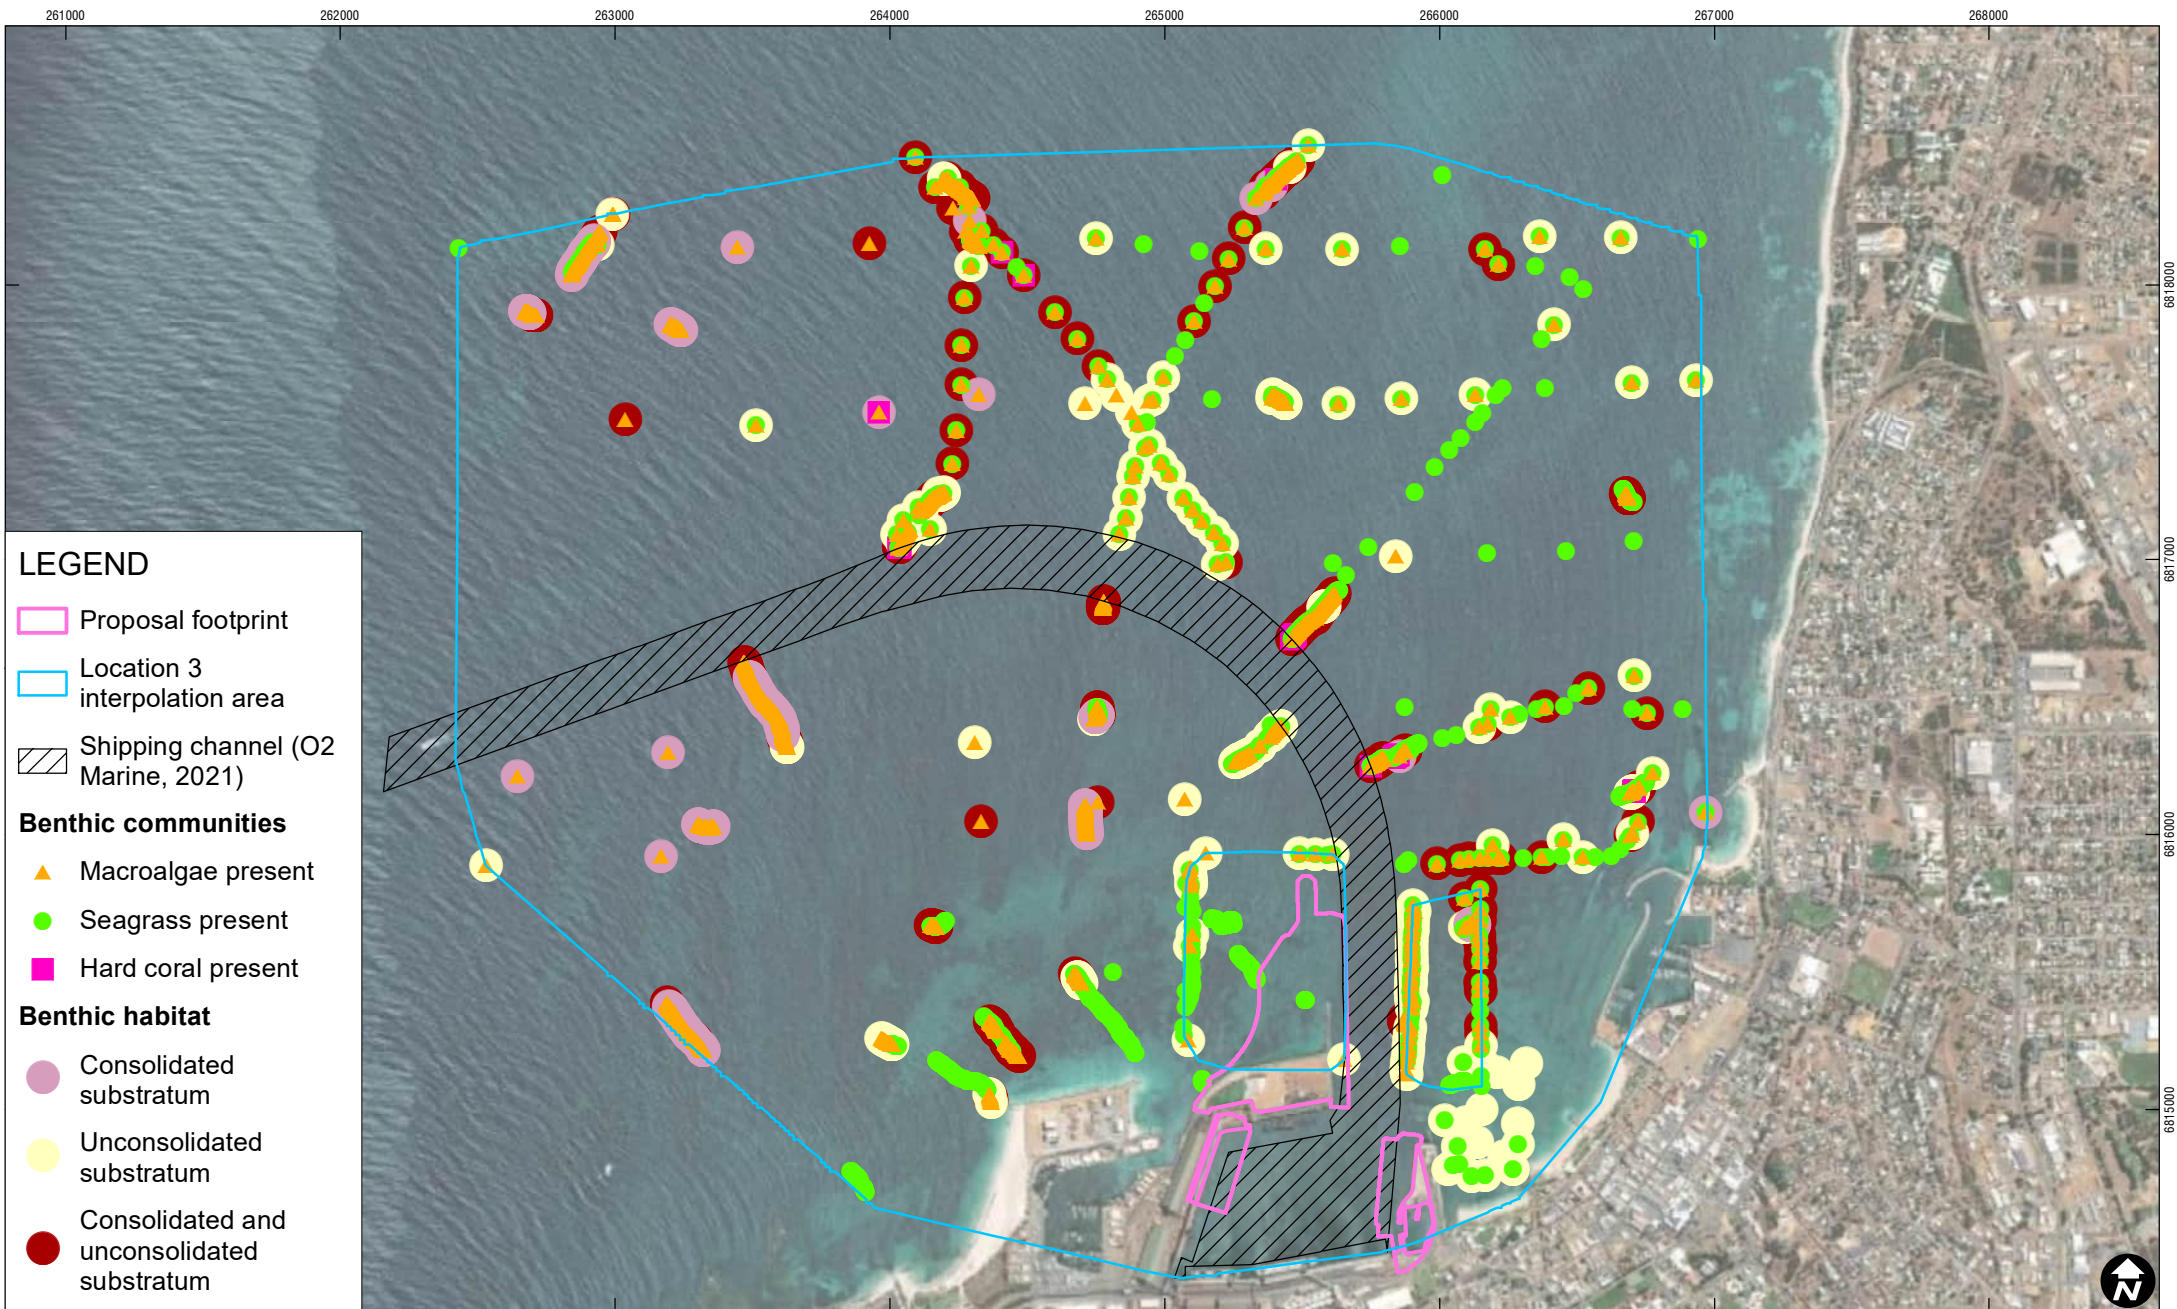 261000 262000 263000 264000 265000 266000 267000 268000
6818000
6817000
6816000
6815000
LEGEND
Proposal footprint
Location 3
interpolation area
Shipping channel (O2
Marine, 2021)
Benthic communities
Macroalgae present
Seagrass present
Hard coral present
Benthic habitat
Consolidated
substratum
Unconsolidated
substratum
Consolidated and
unconsolidated
substratum
N